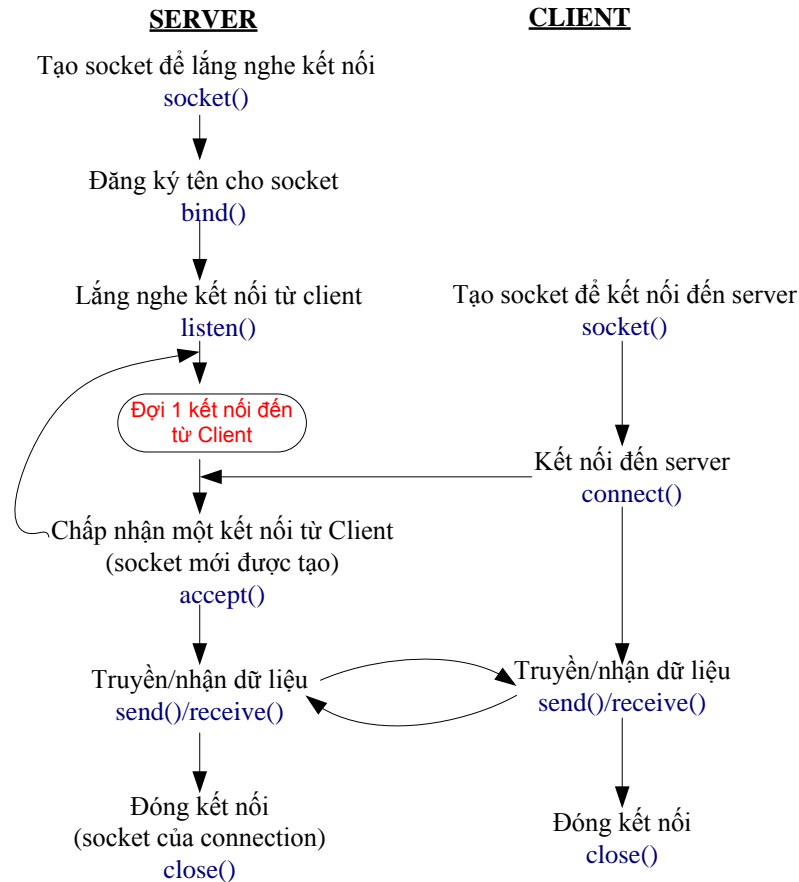 SERVER
Tạo socket để lắng nghe kết nối
socket()
Đăng ký tên cho socket
bind()
Lắng nghe kết nối từ client
listen()
Đợi 1 kết nối đến
từ Client
Chấp nhận một kết nối từ Client
(socket mới được tạo)
accept()
Truyền/nhận dữ liệu
send()/receive()
Đóng kết nối
(socket của connection)
close()
CLIENT
Tạo socket để kết nối đến server
socket()
Kết nối đến server
connect()
Truyền/nhận dữ liệu
send()/receive()
Đóng kết nối
close()